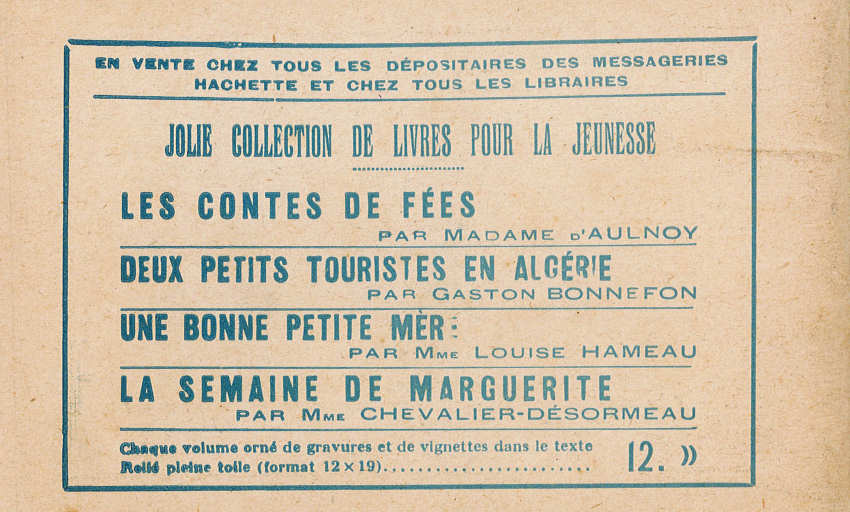 EN VENTE CHEZ TOUS LES DÉPOSITAIRES DES MESSAGERIES
HACHETTE ET CHEZ TOUS LES LIBRAIRES
JOLIE COLLECTION DE LIVRES POUR LA JEUNESSE
LES CONTES DE FÉES
PAR MADAME D'AULNOY
DEUX PETITS TOURISTES EN ALGÉRIE
PAR GASTON BONNEFON
UNE BONNE PETITE MÈRE
PAR MME LOUISE HAMEAU
LA SEMAINE DE MARGUERITE
PAR MME CHEVALIER-DÉSORMEAU
Chaque volume orné de gravures et de vignettes dans le texte
Relié pleine toile (format 12 × 19)........................ 12. »